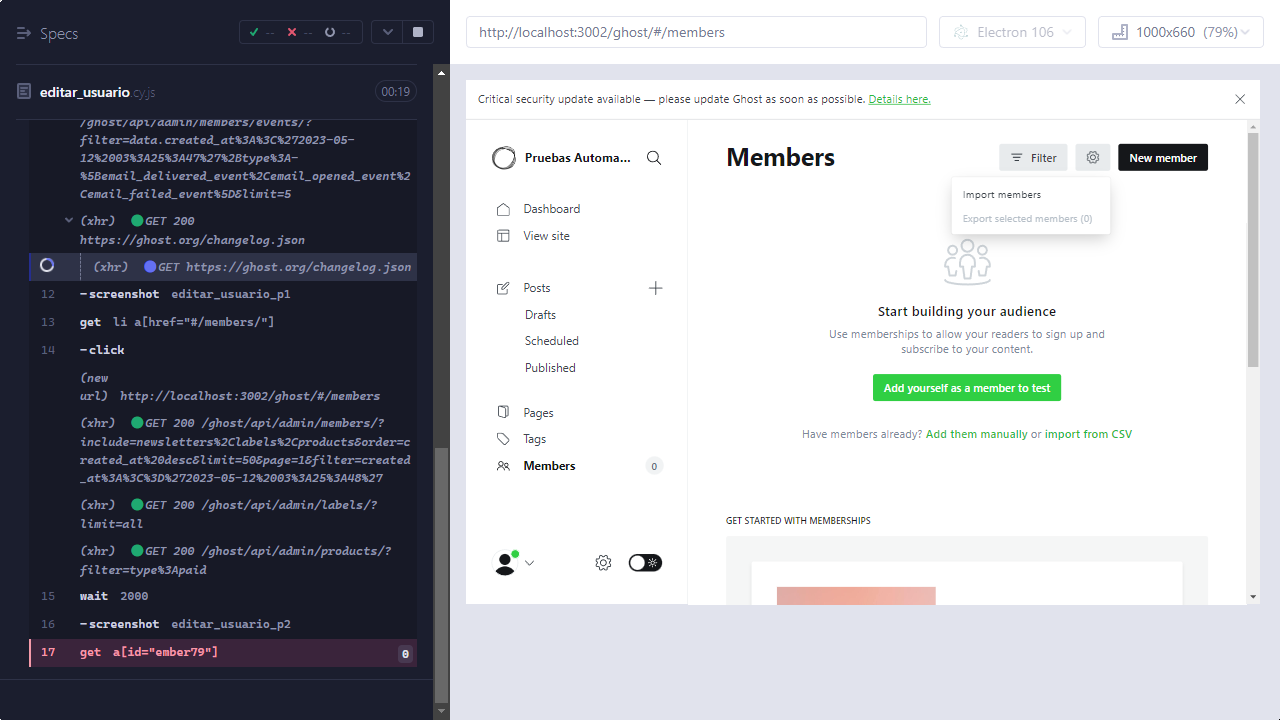 Specs
--
--
--
editar_usuario.cy.js
00:19
/ghost/api/admin/members/events/?
filter=data.created_at%3A%3C%272023-05-
12%2003%3A25%3A47%27%2Btype%3A-
%5Bemail_delivered_event%2Cemail_opened_event%2
Cemail_failed_event%5D&limit=5
(xhr) GET 200
https://ghost.org/changelog.json
(xhr) GET https://ghost.org/changelog.json
12 -screenshot editar_usuario_p1
13 get li a[href="#/members/"]
14 -click
(new
url) http://localhost:3002/ghost/#/members
(xhr) GET 200 /ghost/api/admin/members/?
include=newsletters%2Clabels%2Cproducts&order=c
reated_at%20desc&limit=50&page=1&filter=created
_at%3A%3C%3D%272023-05-12%2003%3A25%3A48%27
(xhr) GET 200 /ghost/api/admin/labels/?
limit=all
(xhr) GET 200 /ghost/api/admin/products/?
filter=type%3Apaid
15 wait 2000
16 -screenshot editar_usuario_p2
17 get a[id="ember79"] 0
http://localhost:3002/ghost/#/members
Electron 106
1000x660 (79%)
Critical security update available — please update Ghost as soon as possible. Details here.
Pruebas Automa...
Dashboard
View site
Posts
Drafts
Scheduled
Published
Pages
Tags
Members 0
Members
Filter
New member
Import members
Export selected members (0)
Start building your audience
Use memberships to allow your readers to sign up and
subscribe to your content.
Add yourself as a member to test
Have members already? Add them manually or import from CSV
GET STARTED WITH MEMBERSHIPS